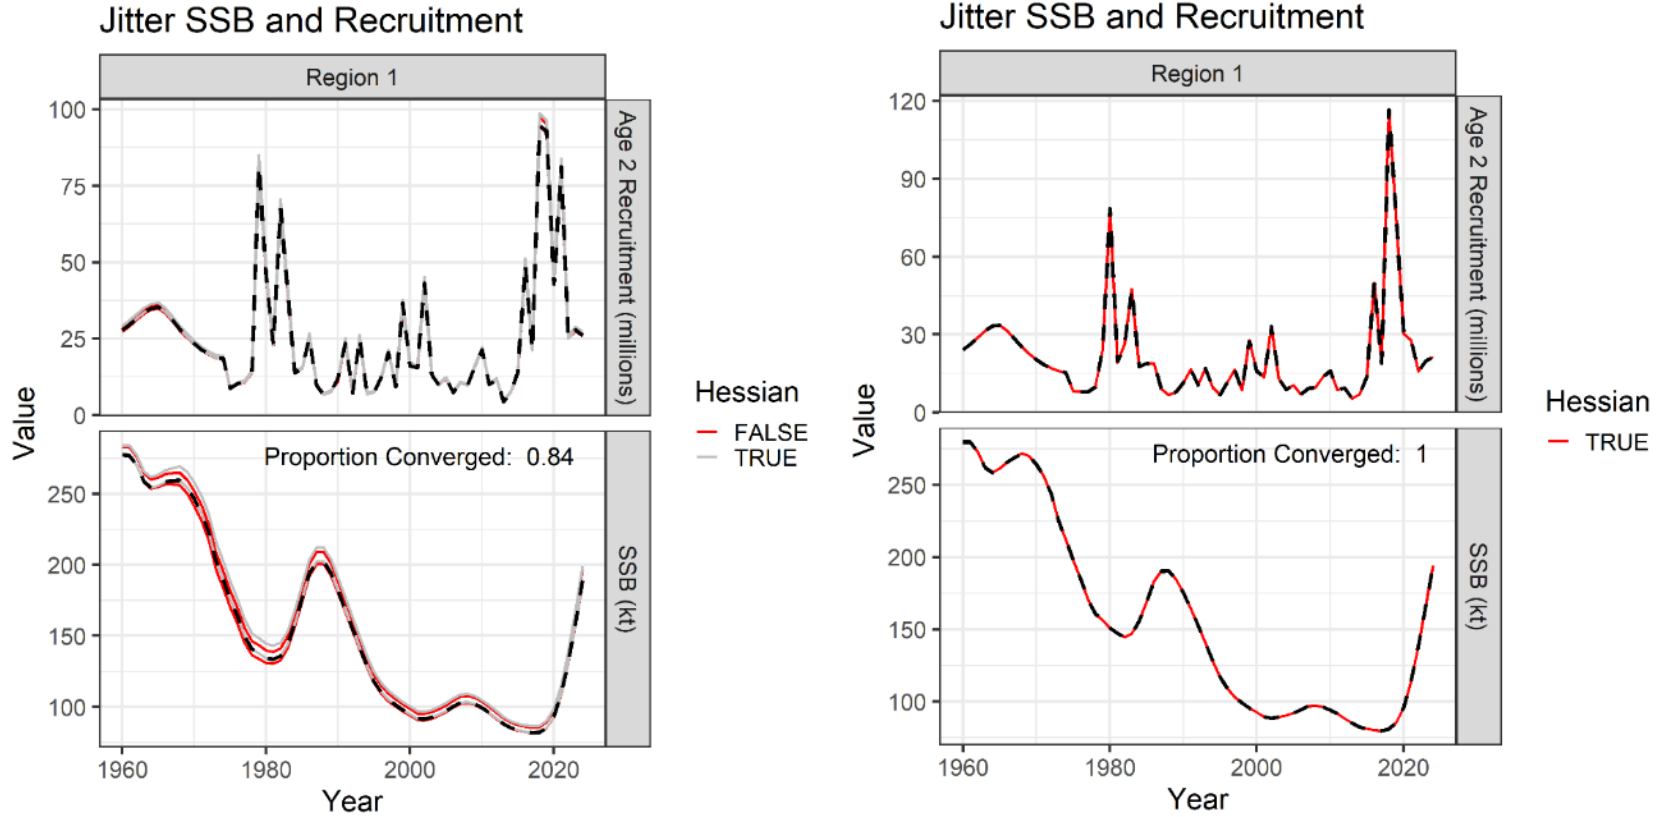 Jitter SSB and Recruitment
Region 1
100
75
50
25
0
Age 2 Recruitment (millions)
Value
Proportion Converged: 0.84
250
200
150
100
SSB (kt)
1960 1980 2000 2020
Year
Hessian
FALSE
TRUE
Jitter SSB and Recruitment
Region 1
120
90
60
30
0
Age 2 Recruitment (millions)
Value
Proportion Converged: 1
250
200
150
100
SSB (kt)
1960 1980 2000 2020
Year
Hessian
TRUE